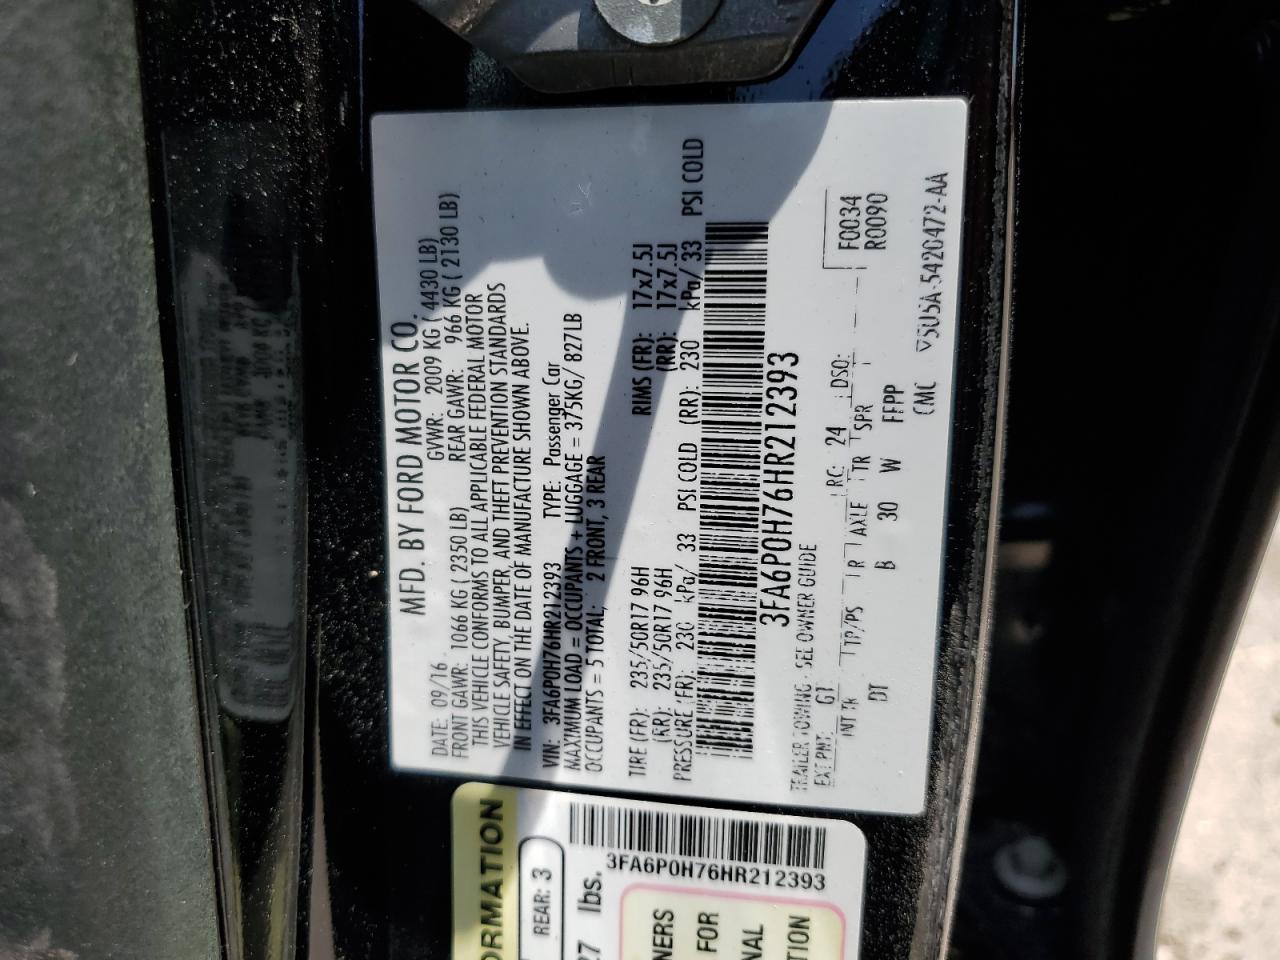 MFD. BY FORD MOTOR CO.
DATE: 09/16 GVWR: 2009 KG ( 4430 LB)
FRONT GAWR: 1066 KG ( 2350 LB) REAR GAWR: 966 KG ( 2130 LB)
THIS VEHICLE CONFORMS TO ALL APPLICABLE FEDERAL MOTOR
VEHICLE SAFETY, BUMPER, AND THEFT PREVENTION STANDARDS
IN EFFECT ON THE DATE OF MANUFACTURE SHOWN ABOVE.
VIN: 3FA6P0H76HR212393 TYPE: Passenger Car
MAXIMUM LOAD = OCCUPANTS + LUGGAGE = 375KG/ 827LB
OCCUPANTS = 5 TOTAL; 2 FRONT, 3 REAR
TIRE (FR): 235/50R17 96H RIMS (FR): 17x7.5J
(RR): 235/50R17 96H (RR): 17x7.5J
PRESSURE (FR): 230 kPa/ 33 PSI COLD (RR): 230 kPa/ 33 PSI COLD
3FA6P0H76HR212393
TRAILER TOWING - SEE OWNER GUIDE
EXT PNT: G1 RC: 24 DSO: F0034
R0090
INT TR TP/PS R AXLE TR SPR
DT B 30 W FFPP
CMC ▽5U5A-5420472-AA
ORMATION
REAR: 3
27 lbs.
3FA6P0H76HR212393
NERS
FOR
NAL
TION